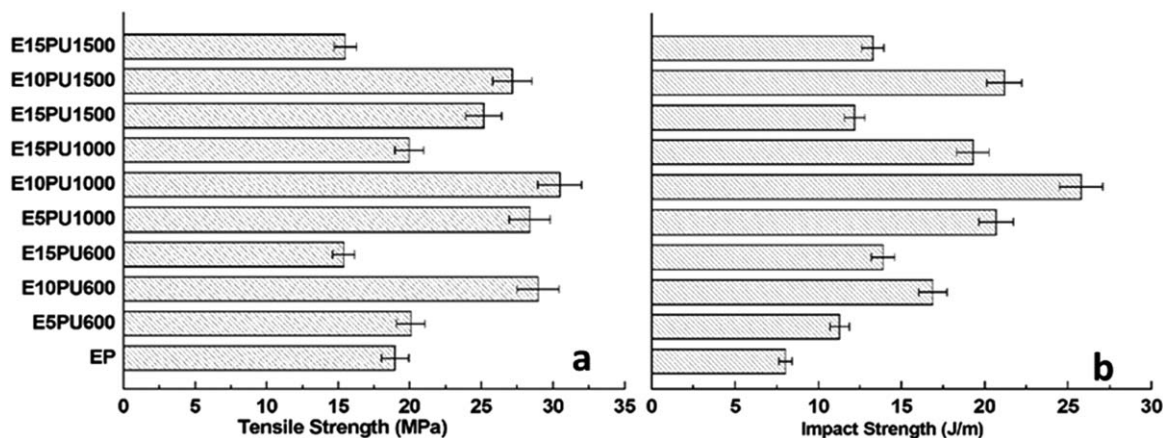 E15PU1500
E10PU1500
E15PU1500
E15PU1000
E10PU1000
E5PU1000
E15PU600
E10PU600
E5PU600
EP
a
0 5 10 15 20 25 30 35
Tensile Strength (MPa)
b
0 5 10 15 20 25 30
Impact Strength (J/m)